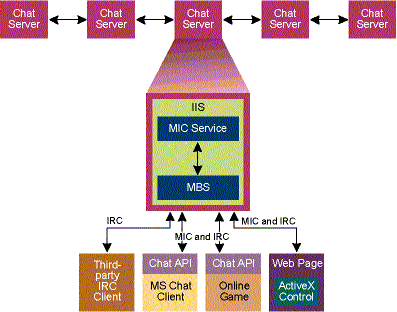 Chat
Server
Chat
Server
Chat
Server
Chat
Server
Chat
Server
IIS
MIC Service
MBS
IRC
MIC and IRC
MIC and IRC
Third-
party
IRC
Client
Chat API
MS Chat
Client
Chat API
Online
Game
Web Page
ActiveX
Control